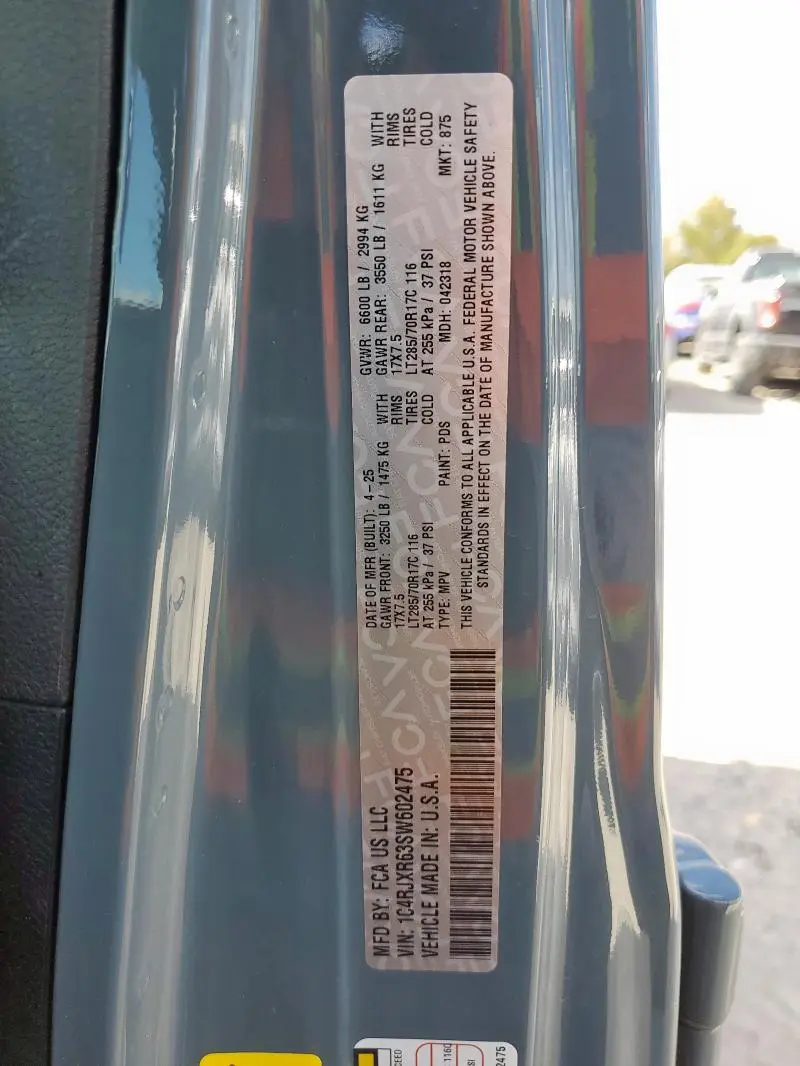 MFD BY: FCA US LLC
VIN: 1C4RJXR63SW602475
VEHICLE MADE IN: U.S.A.
DATE OF MFR (BUILT): 4-25 GVWR: 6600 LB / 2994 KG
GAWR FRONT: 3250 LB / 1475 KG WITH GAWR REAR: 3550 LB / 1611 KG WITH
17X7.5 RIMS 17X7.5 RIMS
LT285/70R17C 116 TIRES LT285/70R17C 116 TIRES
AT 255 kPa / 37 PSI COLD AT 255 kPa / 37 PSI COLD
TYPE: MPV PAINT: PDS MDH: 042318 MKT: 875
THIS VEHICLE CONFORMS TO ALL APPLICABLE U.S.A. FEDERAL MOTOR VEHICLE SAFETY
STANDARDS IN EFFECT ON THE DATE OF MANUFACTURE SHOWN ABOVE.
CEED
1160
2475